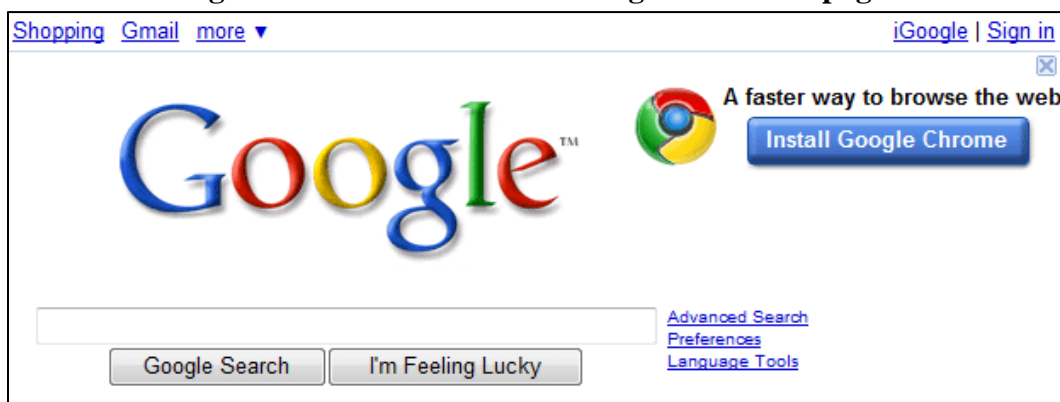 Shopping Gmail more ▼
iGoogle | Sign in
A faster way to browse the web
Install Google Chrome
Google™
Advanced Search
Preferences
Language Tools
Google Search
I'm Feeling Lucky